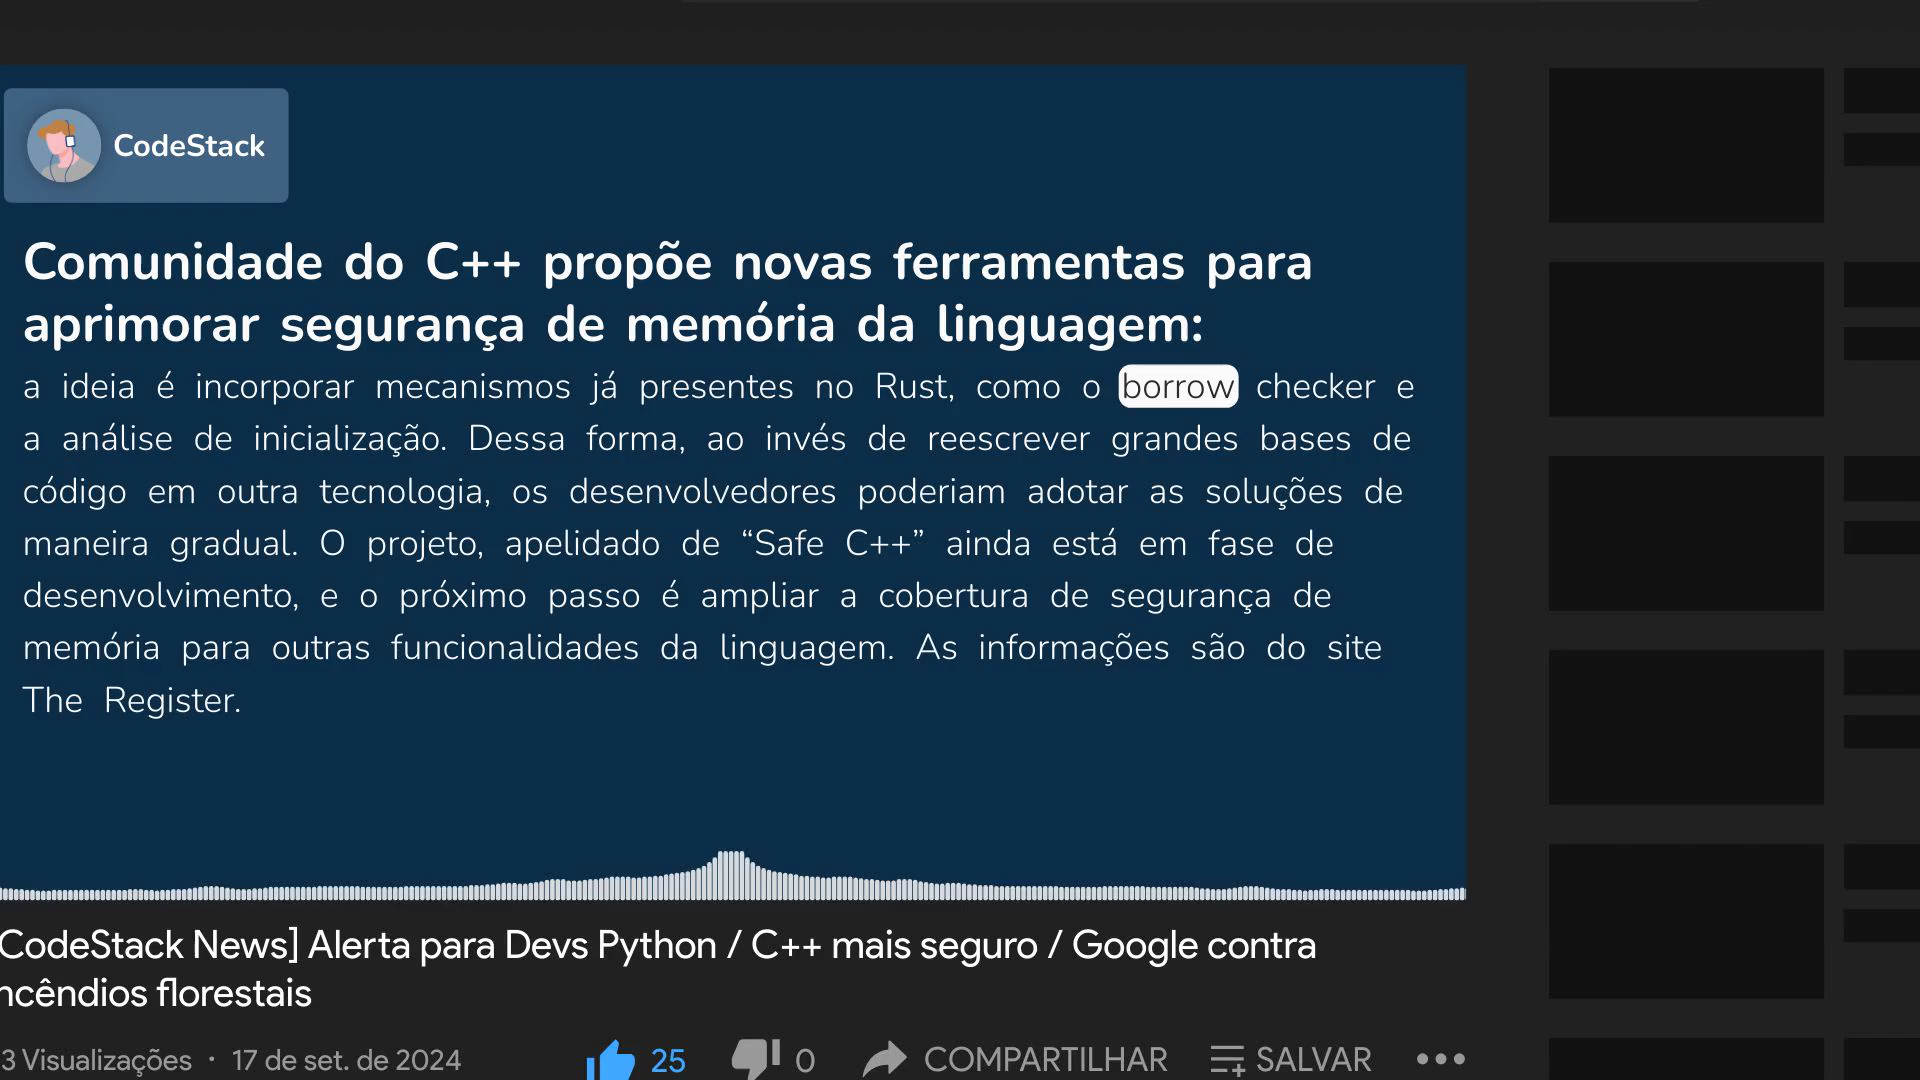 CodeStack
Comunidade do C++ propõe novas ferramentas para
aprimorar segurança de memória da linguagem:
a ideia é incorporar mecanismos já presentes no Rust, como o borrow checker e
a análise de inicialização. Dessa forma, ao invés de reescrever grandes bases de
código em outra tecnologia, os desenvolvedores poderiam adotar as soluções de
maneira gradual. O projeto, apelidado de “Safe C++” ainda está em fase de
desenvolvimento, e o próximo passo é ampliar a cobertura de segurança de
memória para outras funcionalidades da linguagem. As informações são do site
The Register.
CodeStack News] Alerta para Devs Python / C++ mais seguro / Google contra
ncêndios florestais
3 Visualizações • 17 de set. de 2024 25 0 COMPARTILHAR SALVAR